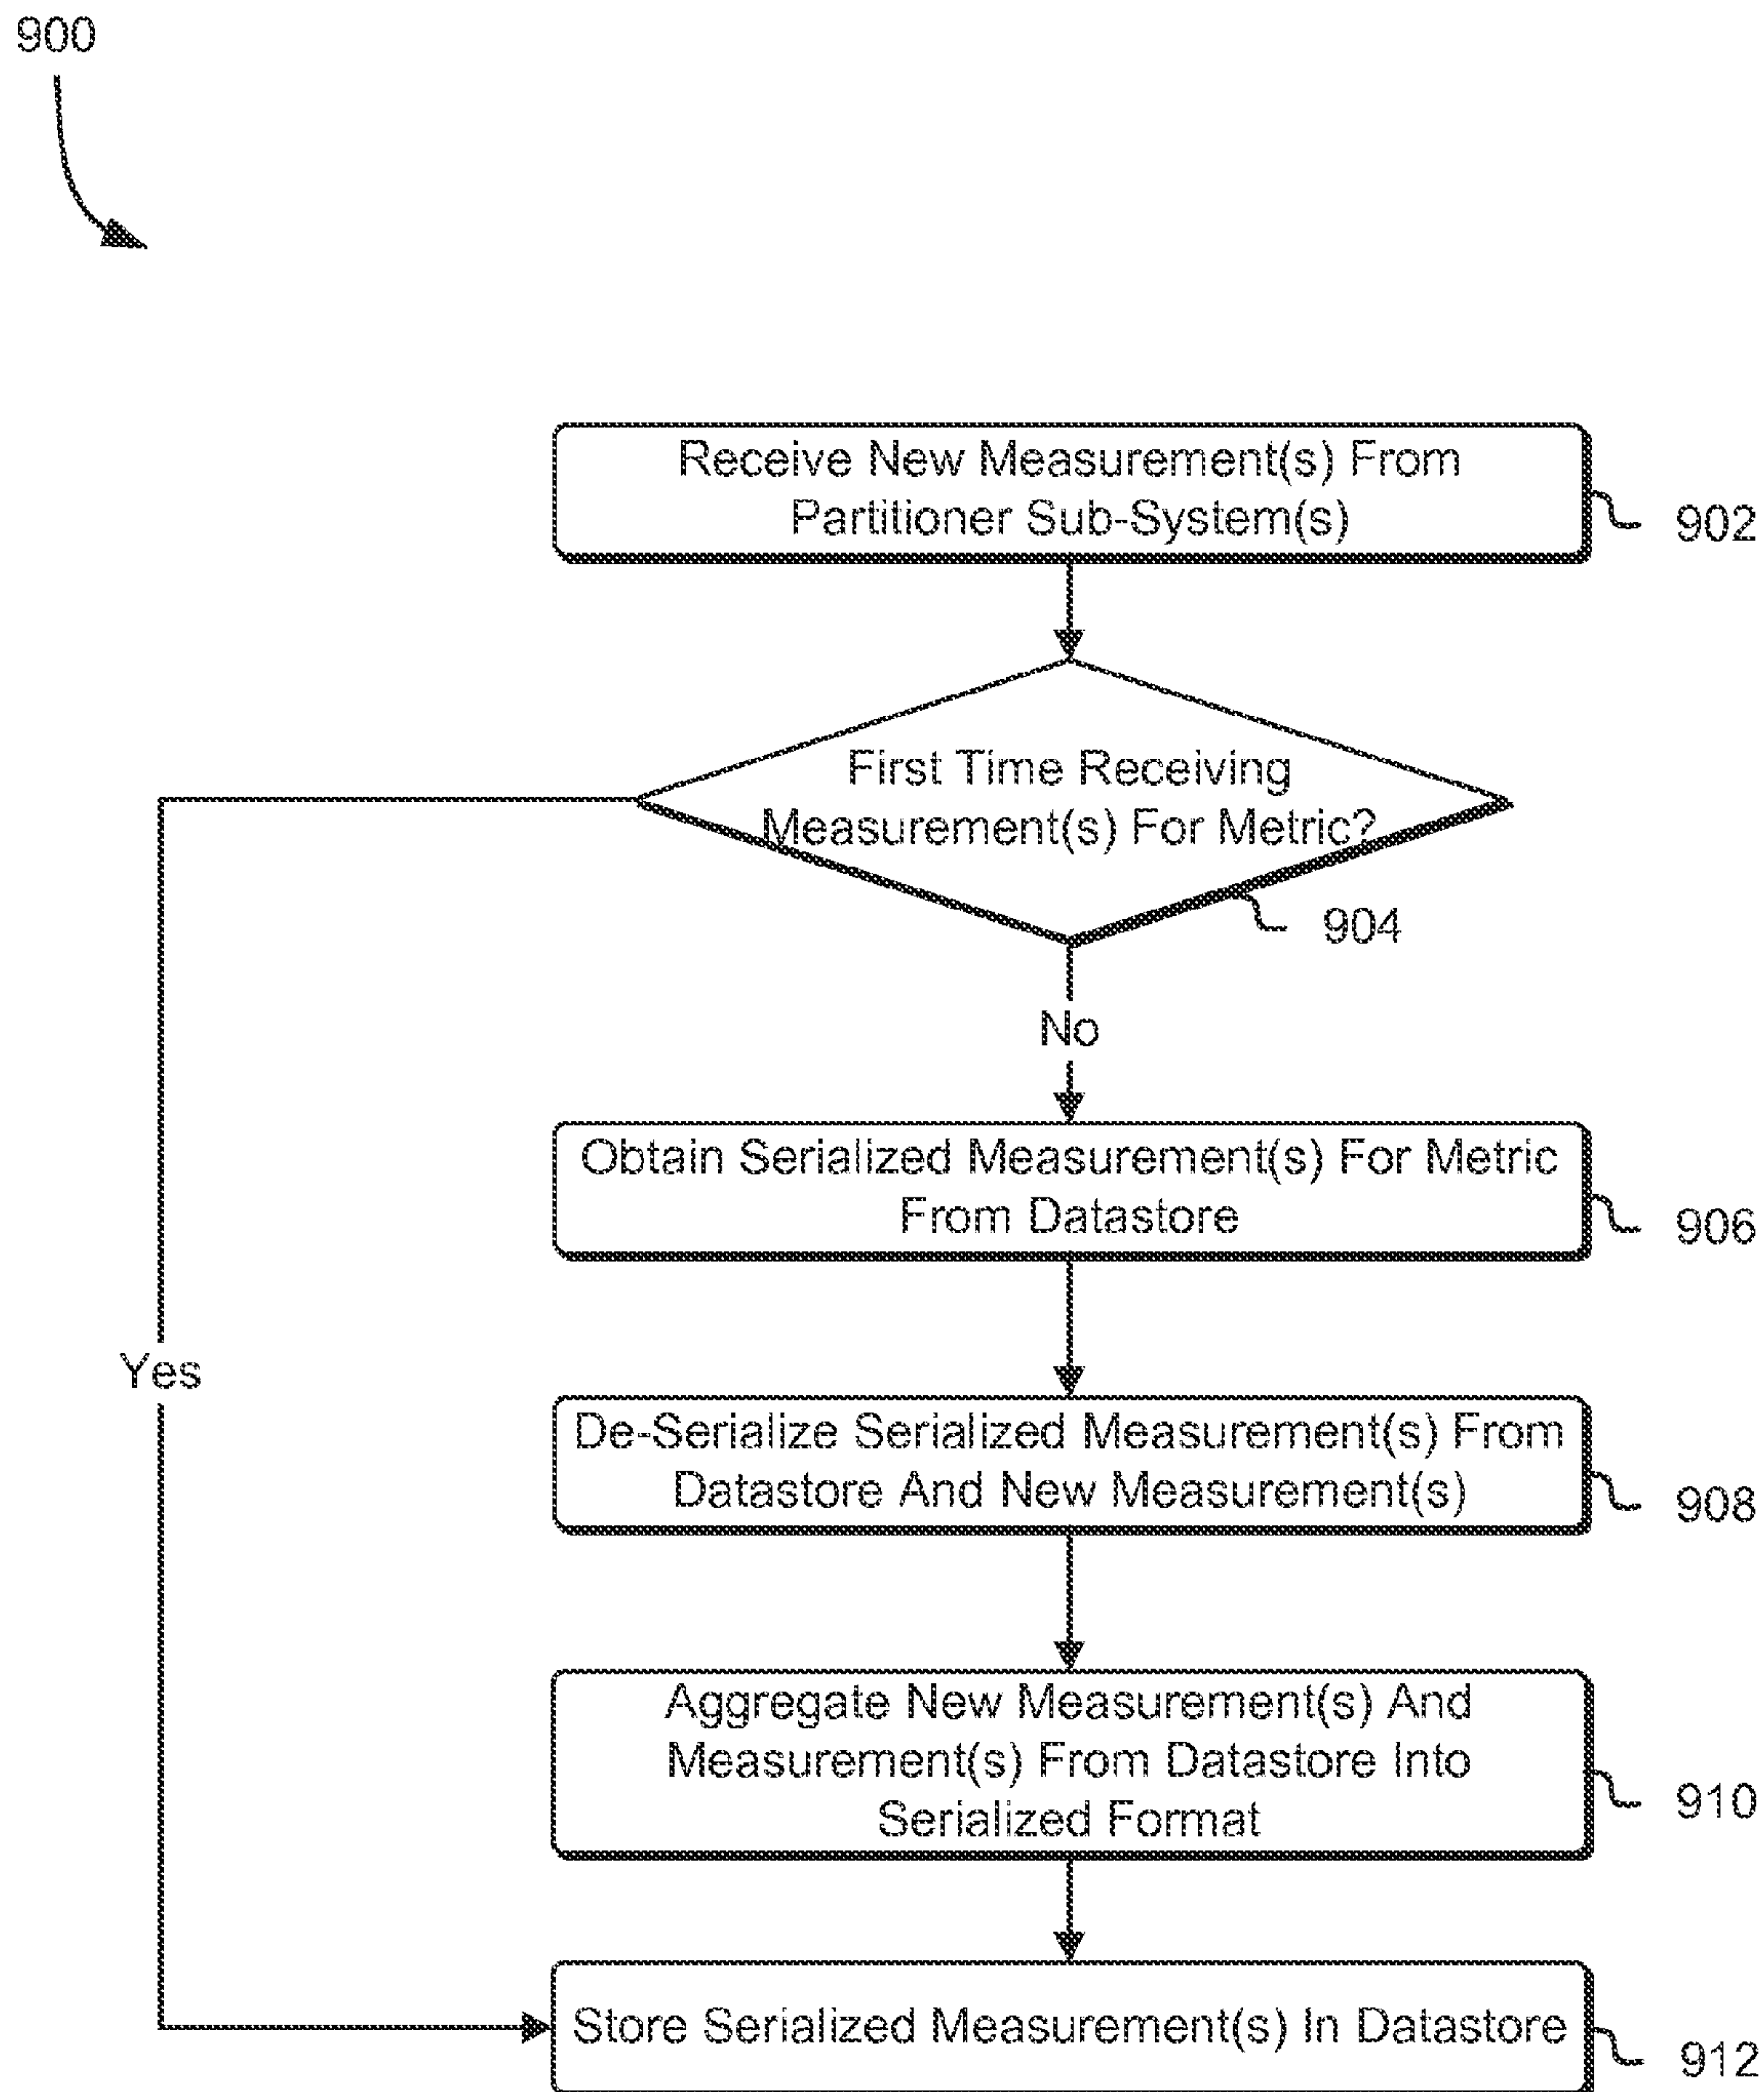 900
Receive New Measurement(s) From
Partitioner Sub-System(s)
902
First Time Receiving
Measurement(s) For Metric?
904
No
Obtain Serialized Measurement(s) For Metric
From Datastore
906
Yes
De-Serialize Serialized Measurement(s) From
Datastore And New Measurement(s)
908
Aggregate New Measurement(s) And
Measurement(s) From Datastore Into
Serialized Format
910
Store Serialized Measurement(s) In Datastore
912